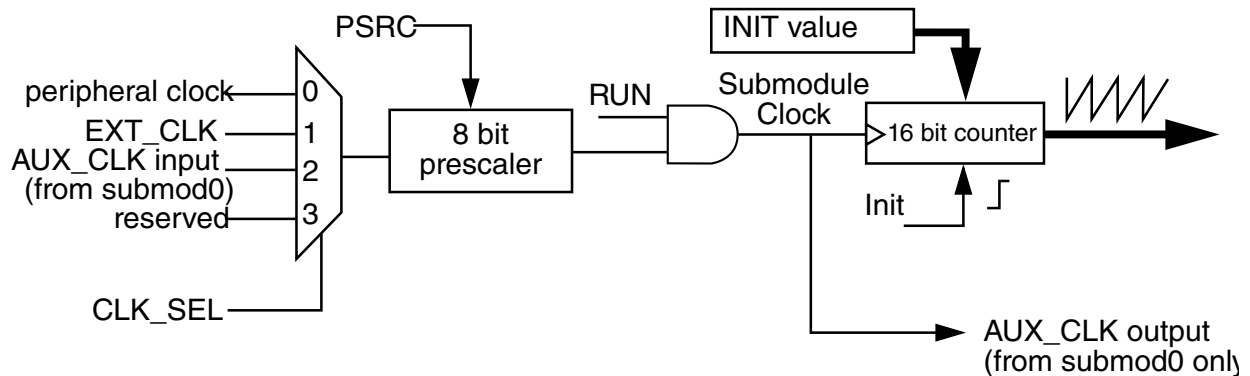 PSRC
INIT value
peripheral clock
0
EXT_CLK
1
AUX_CLK input
(from submod0)
2
reserved
3
CLK_SEL
8 bit
prescaler
RUN
Submodule
Clock
16 bit counter
Init
AUX_CLK output
(from submod0 only